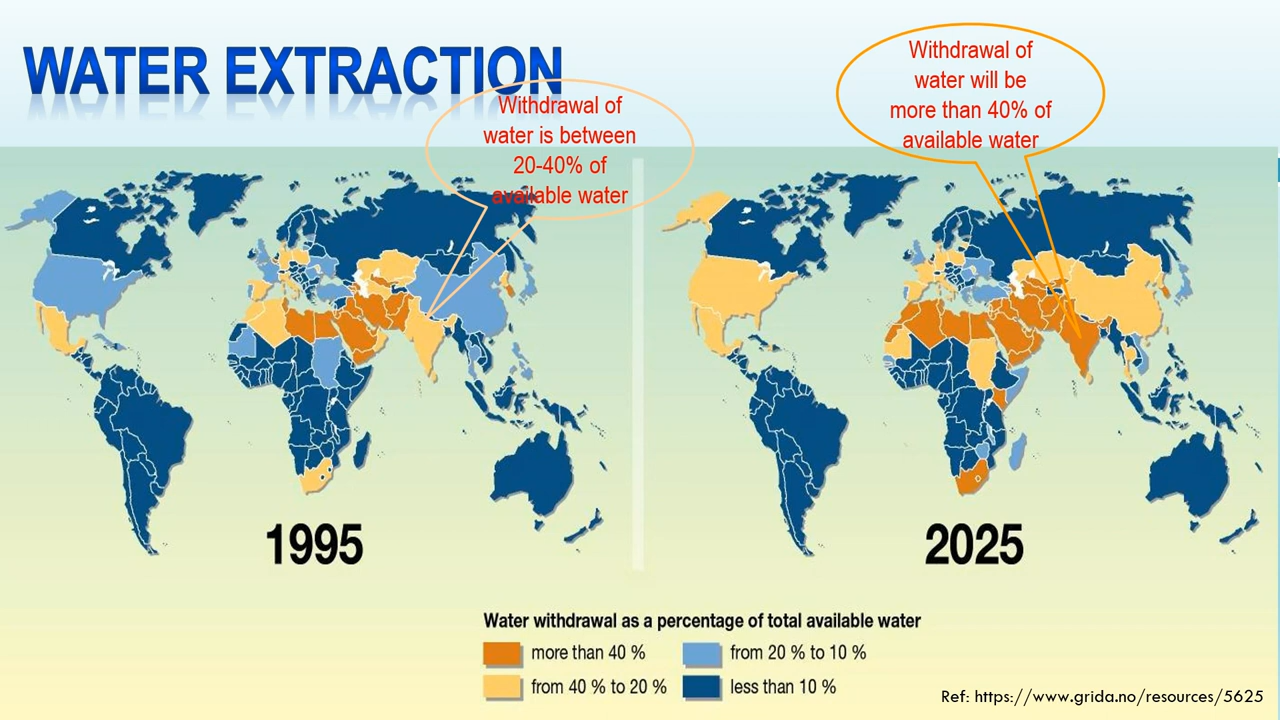 WATER EXTRACTION
Withdrawal of
water is between
20-40% of
available water
Withdrawal of
water will be
more than 40% of
available water
1995
2025
Water withdrawal as a percentage of total available water
more than 40 %
from 20 % to 10 %
from 40 % to 20 %
less than 10 %
Ref: https://www.grida.no/resources/5625